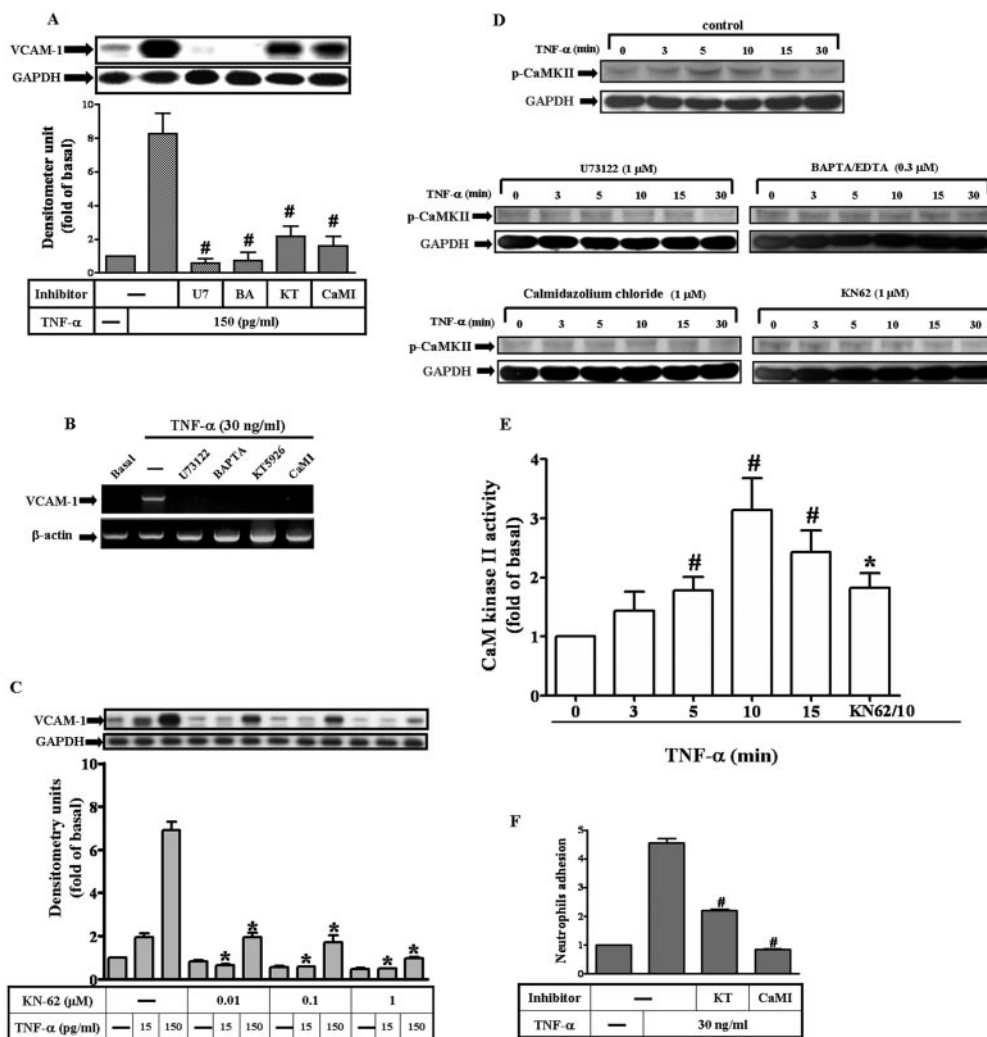 A
VCAM-1
GAPDH
Densitometer unit
(fold of basal)
10
8
6
4
2
0
# # # #
Inhibitor — U7 BA KT CaMI
TNF-α — 150 (pg/ml)
B
TNF-α (30 ng/ml)
Basal — U73122 BAPTA KT5926 CaMI
VCAM-1
β-actin
C
VCAM-1
GAPDH
Densitometry units
(fold of basal)
10
8
6
4
2
0
* * * * * *
KN-62 (μM) — 0.01 0.1 1
TNF-α (pg/ml) — 15 150 — 15 150 — 15 150 — 15 150
D
control
TNF-α (min) 0 3 5 10 15 30
p-CaMKII
GAPDH
U73122 (1 μM)
TNF-α (min) 0 3 5 10 15 30
p-CaMKII
GAPDH
BAPTA/EDTA (0.3 μM)
0 3 5 10 15 30
Calmidazolium chloride (1 μM)
TNF-α (min) 0 3 5 10 15 30
p-CaMKII
GAPDH
KN62 (1 μM)
0 3 5 10 15 30
E
CaM kinase II activity
(fold of basal)
4
3
2
1
0
# # # *
0 3 5 10 15 KN62/10
TNF-α (min)
F
Neutrophils adhesion
5
4
3
2
1
0
# #
Inhibitor — KT CaMI
TNF-α — 30 ng/ml